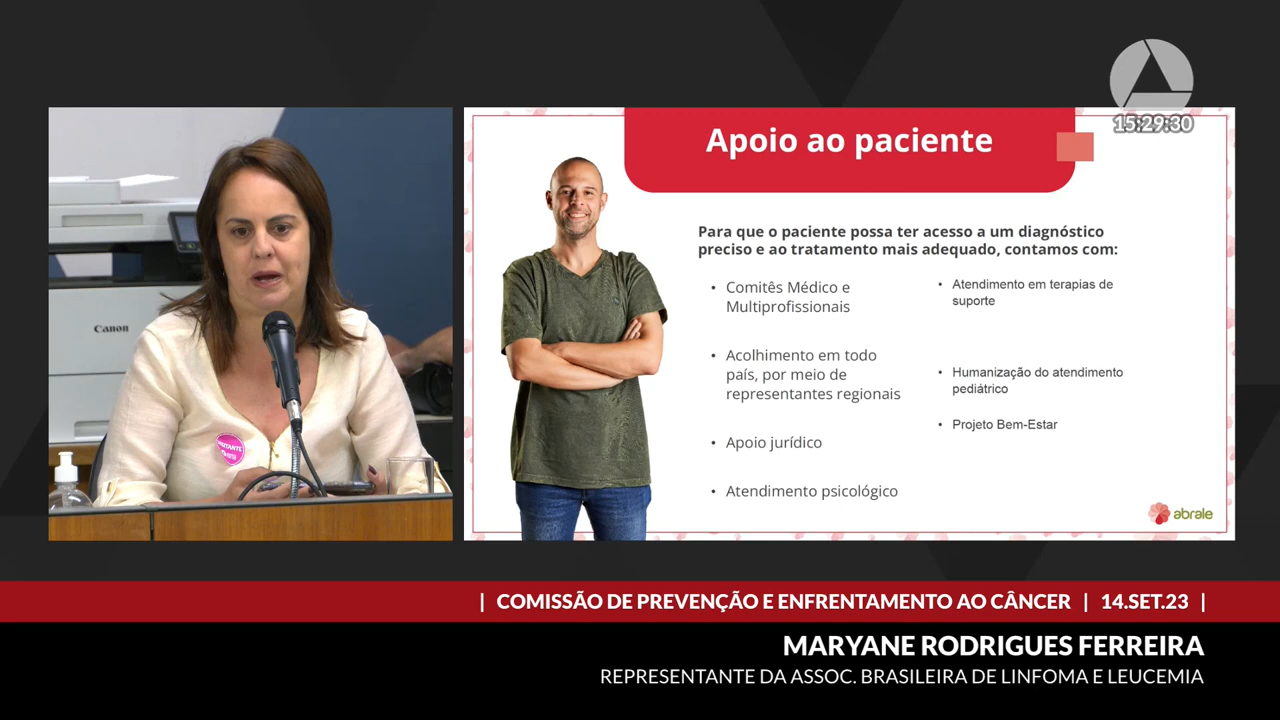 15:29:30
Canon
Apoio ao paciente
Para que o paciente possa ter acesso a um diagnóstico
preciso e ao tratamento mais adequado, contamos com:
• Comitês Médico e
Multiprofissionais
• Acolhimento em todo
país, por meio de
representantes regionais
• Apoio jurídico
• Atendimento psicológico
• Atendimento em terapias de
suporte
• Humanização do atendimento
pediátrico
• Projeto Bem-Estar
abrale
| COMISSÃO DE PREVENÇÃO E ENFRENTAMENTO AO CÂNCER | 14.SET.23 |
MARYANE RODRIGUES FERREIRA
REPRESENTANTE DA ASSOC. BRASILEIRA DE LINFOMA E LEUCEMIA